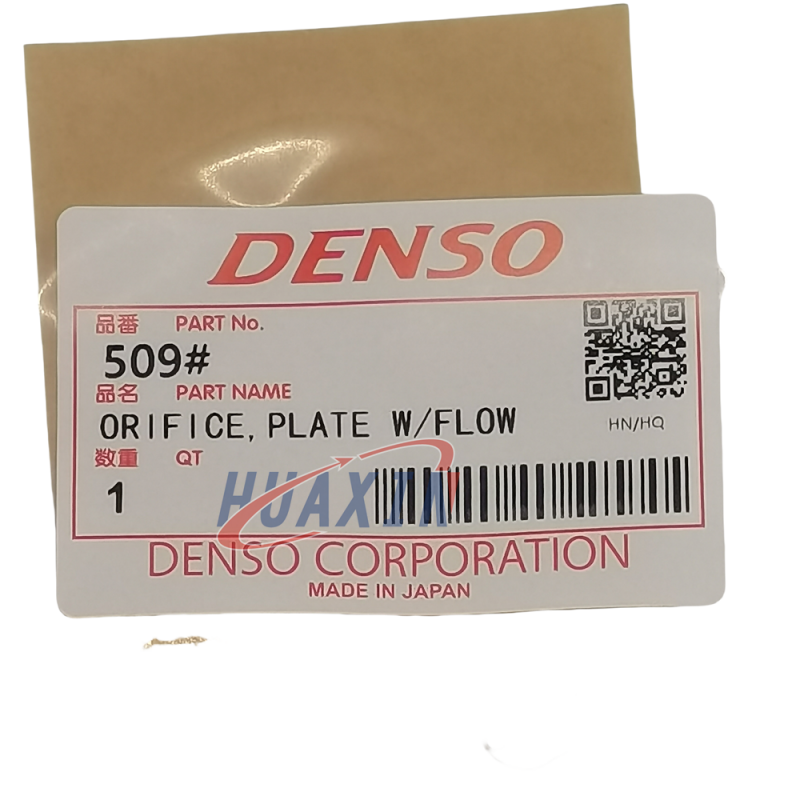 DENSO
品番 PART No.
509#
品名 PART NAME
ORIFICE, PLATE W/FLOW
HN/HQ
数量 QT
1
HUAXIN
DENSO CORPORATION
MADE IN JAPAN